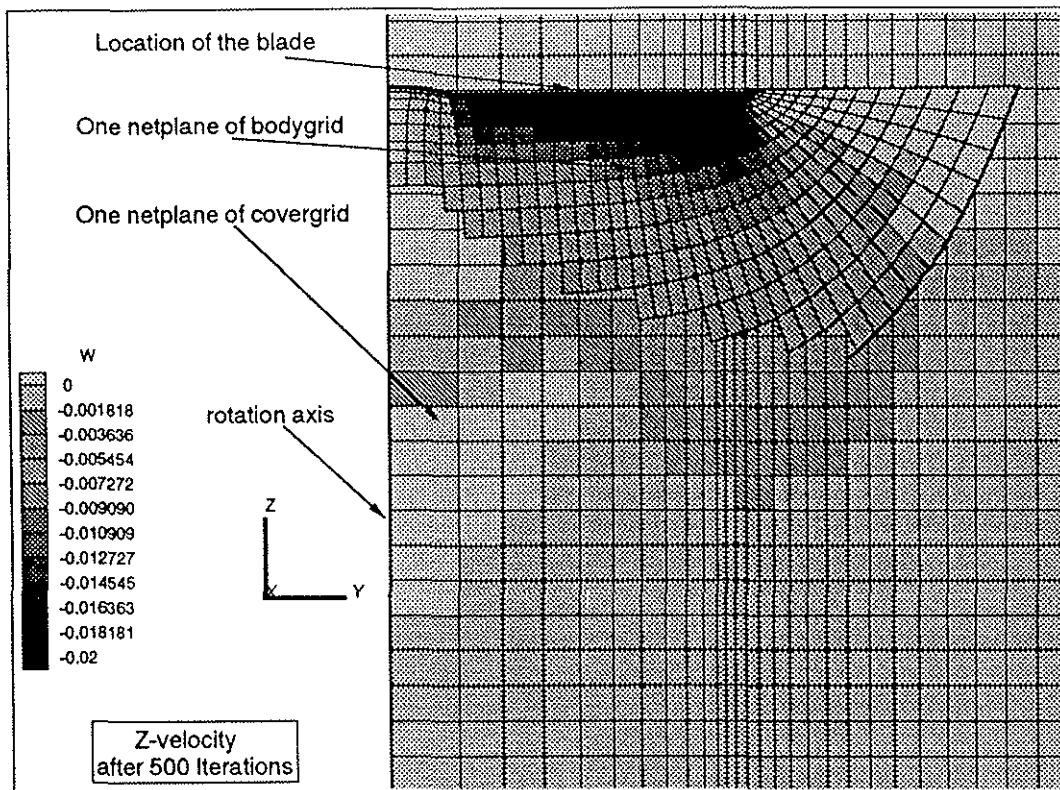 Location of the blade
One netplane of bodygrid
One netplane of covergrid
W
0
-0.001818
-0.003636
-0.005454
-0.007272
-0.009090
-0.010909
-0.012727
-0.014545
-0.016363
-0.018181
-0.02
rotation axis
Z
X
Y
Z-velocity
after 500 Iterations